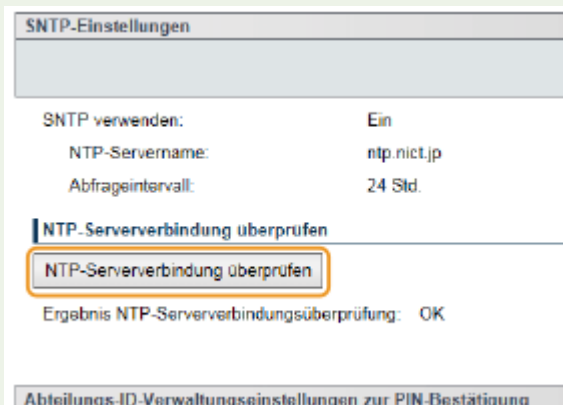 SNTP-Einstellungen
SNTP verwenden: Ein
NTP-Servername: ntp.nict.jp
Abfrageintervall: 24 Std.
NTP-Serververbindung überprüfen
NTP-Serververbindung überprüfen
Ergebnis NTP-Serververbindungsüberprüfung: OK
Abteilungs-ID-Verwaltungseinstellungen zur PIN-Bestätigung